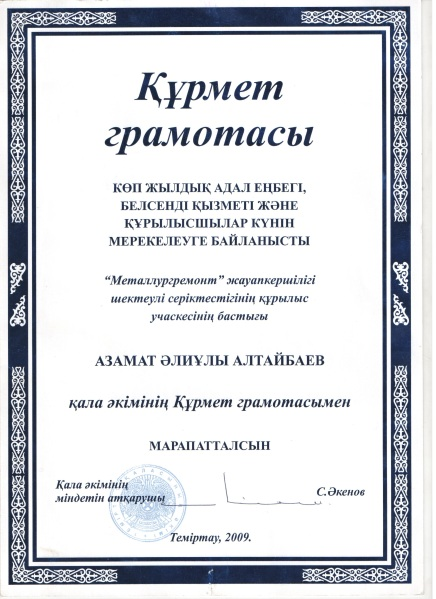 Құрмет
грамотасы
КӨП ЖЫЛДЫҚ АДАЛ ЕҢБЕГІ,
БЕЛСЕНДІ ҚЫЗМЕТІ ЖӘНЕ
ҚҰРЫЛЫСШЫЛАР КҮНІН
МЕРЕКЕЛЕУГЕ БАЙЛАНЫСТЫ
“Металлургремонт” жауапкершілігі
шектеулі серіктестігінің құрылыс
учаскесінің бастығы
АЗАМАТ ӘЛИҰЛЫ АЛТАЙБАЕВ
қала әкімінің Құрмет грамотасымен
МАРАПАТТАЛСЫН
Қала әкімінің
міндетін атқарушы
С.Әкенов
Теміртау, 2009.